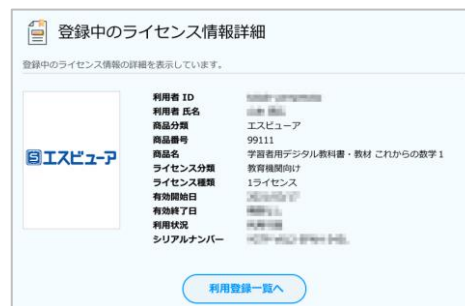 登録中のライセンス情報詳細
登録中のライセンス情報の詳細を表示しています。
エスビューア
利用者 ID
利用者 氏名
商品分類 エスビューア
商品番号 99111
商品名 学習者用デジタル教科書・教材 これからの数学 1
ライセンス分類 教育機関向け
ライセンス種類 1ライセンス
有効開始日
有効終了日
利用状況
シリアルナンバー
利用登録一覧へ